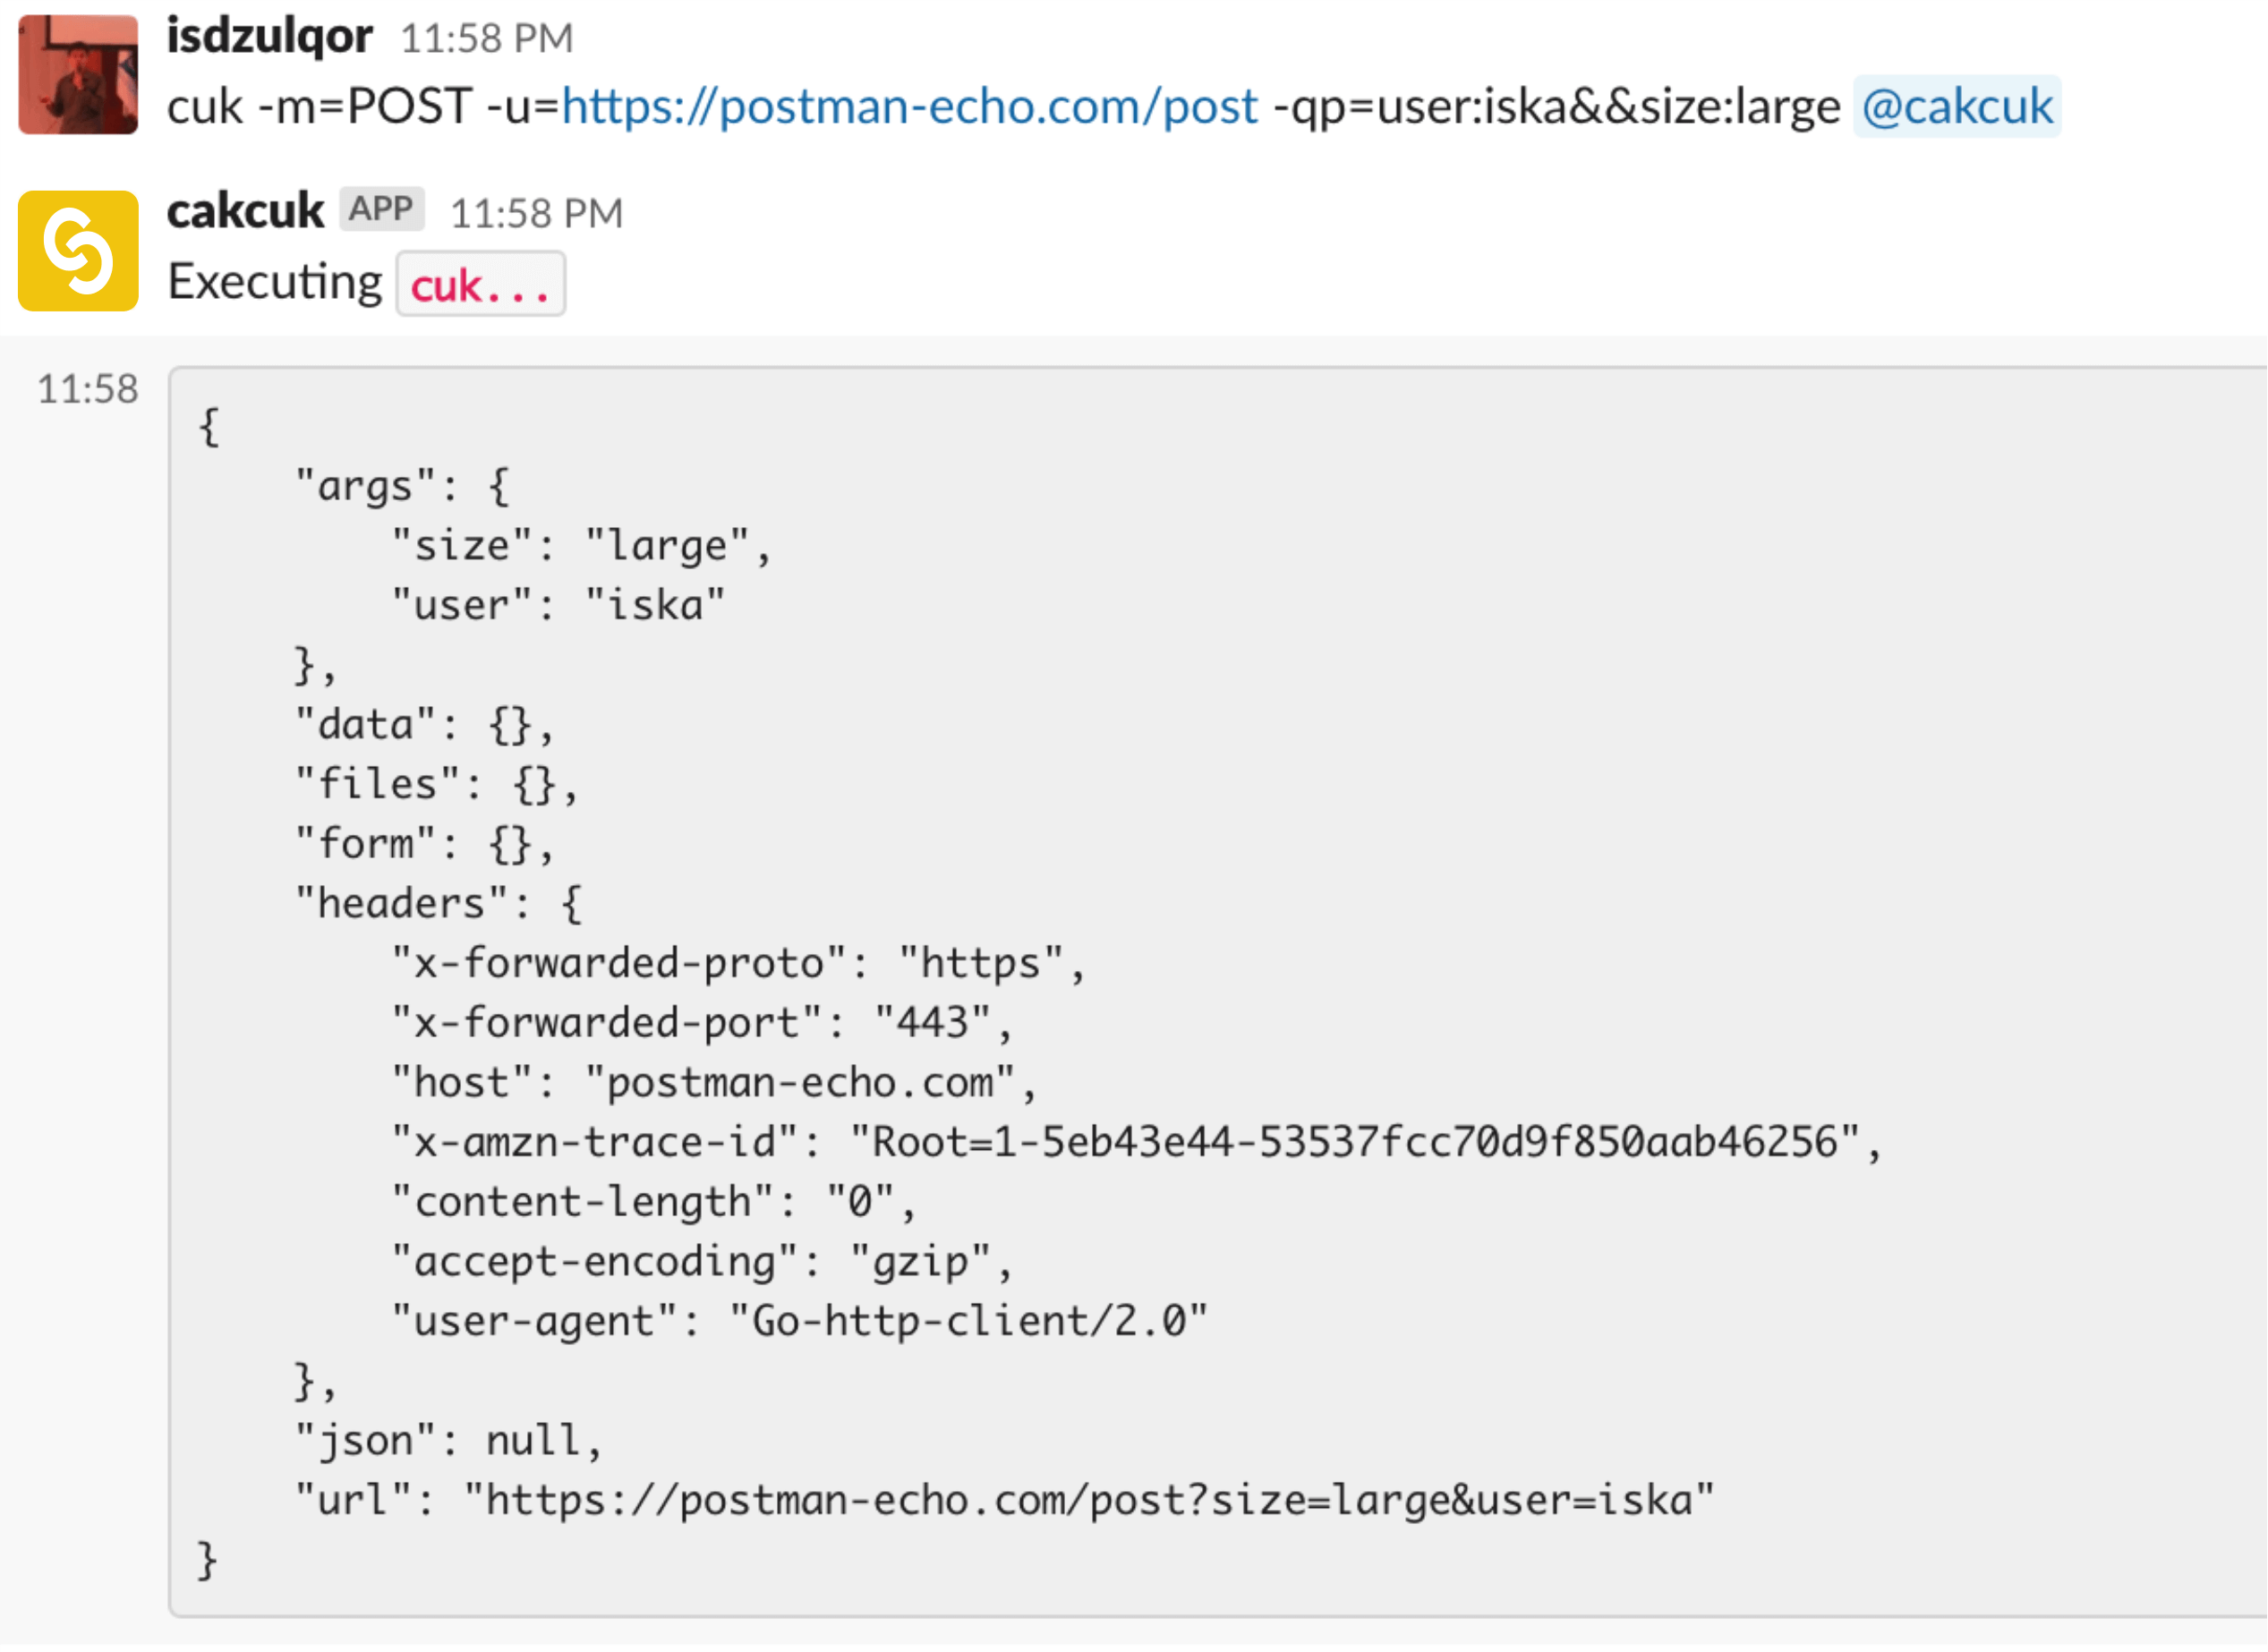 isdzulqor 11:58 PM
cuk -m=POST -u=https://postman-echo.com/post -qp=user:iska&&size:large @cakcuk
cakcuk APP 11:58 PM
Executing cuk...
11:58
{
    "args": {
        "size": "large",
        "user": "iska"
    },
    "data": {},
    "files": {},
    "form": {},
    "headers": {
        "x-forwarded-proto": "https",
        "x-forwarded-port": "443",
        "host": "postman-echo.com",
        "x-amzn-trace-id": "Root=1-5eb43e44-53537fcc70d9f850aab46256",
        "content-length": "0",
        "accept-encoding": "gzip",
        "user-agent": "Go-http-client/2.0"
    },
    "json": null,
    "url": "https://postman-echo.com/post?size=large&user=iska"
}